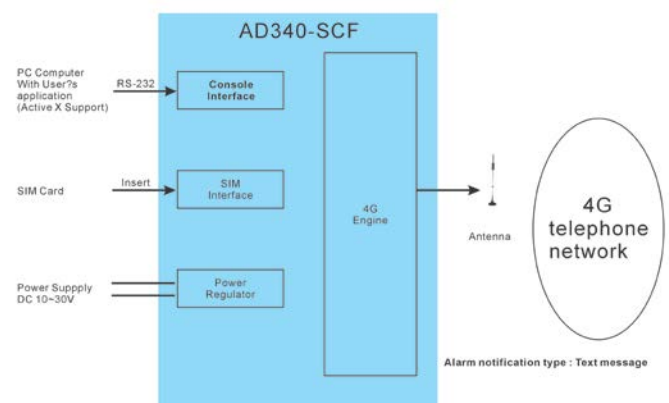 AD340-SCF
PC Computer
With User?s
application
(Active X Support)
RS-232
Console
Interface
SIM Card
Insert
SIM
Interface
Power Suppply
DC 10~30V
Power
Regulator
4G
Engine
Antenna
4G
telephone
network
Alarm notification type : Text message